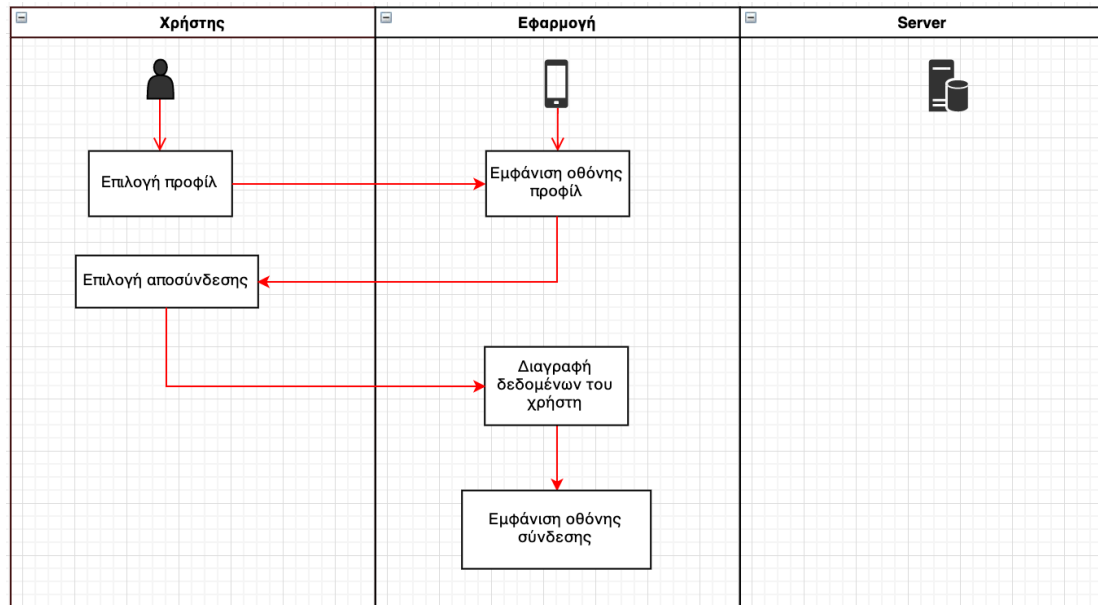 Χρήστης
Εφαρμογή
Server
Επιλογή προφίλ
Εμφάνιση οθόνης
προφίλ
Επιλογή αποσύνδεσης
Διαγραφή
δεδομένων του
χρήστη
Εμφάνιση οθόνης
σύνδεσης